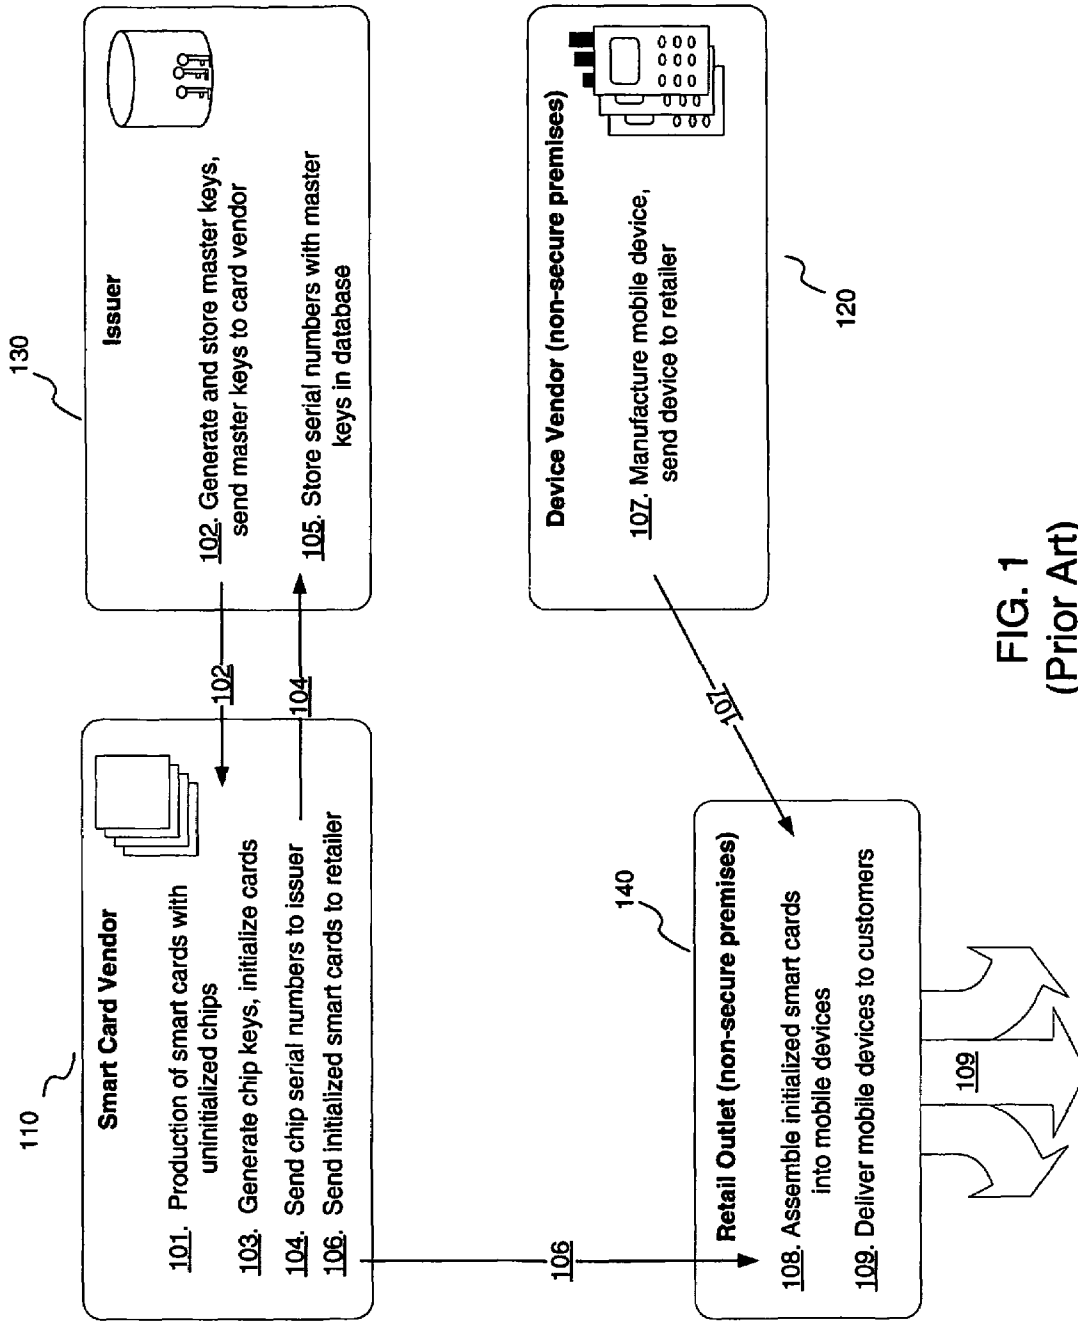 110
Smart Card Vendor
101. Production of smart cards with
uninitialized chips
103. Generate chip keys, initialize cards
104. Send chip serial numbers to issuer
106. Send initialized smart cards to retailer
102
104
130
Issuer
102. Generate and store master keys,
send master keys to card vendor
105. Store serial numbers with master
keys in database
106
140
Retail Outlet (non-secure premises)
108. Assemble initialized smart cards
into mobile devices
109. Deliver mobile devices to customers
109
107
Device Vendor (non-secure premises)
107. Manufacture mobile device,
send device to retailer
120
FIG. 1
(Prior Art)